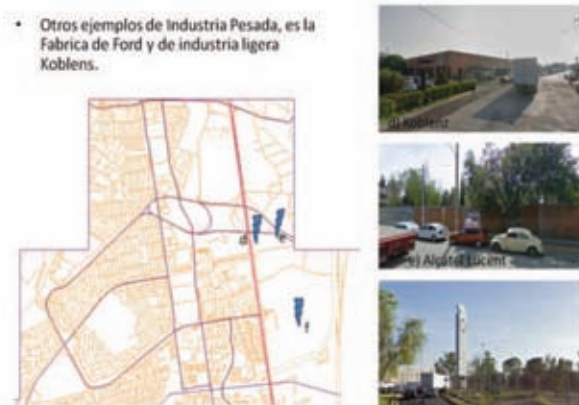 • Otros ejemplos de Industria Pesada, es la
Fabrica de Ford y de industria ligera
Koblens.
d) Koblenz
e) Alcatel Lucent
d
e
f